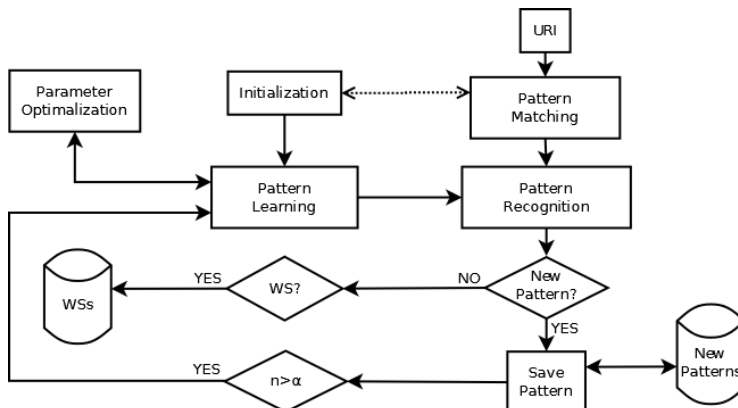 URI
Parameter
Optimalization
Initialization
Pattern
Matching
Pattern
Learning
Pattern
Recognition
WSs
YES
WS?
NO
New
Pattern?
YES
YES
n>α
Save
Pattern
New
Patterns